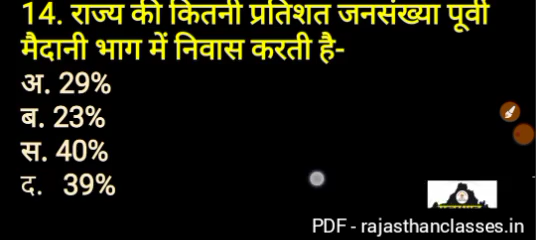 14. राज्य की कितनी प्रतिशत जनसंख्या पूर्वी
मैदानी भाग में निवास करती है-
अ. 29%
ब. 23%
स. 40%
द. 39%
PDF - rajasthanclasses.in